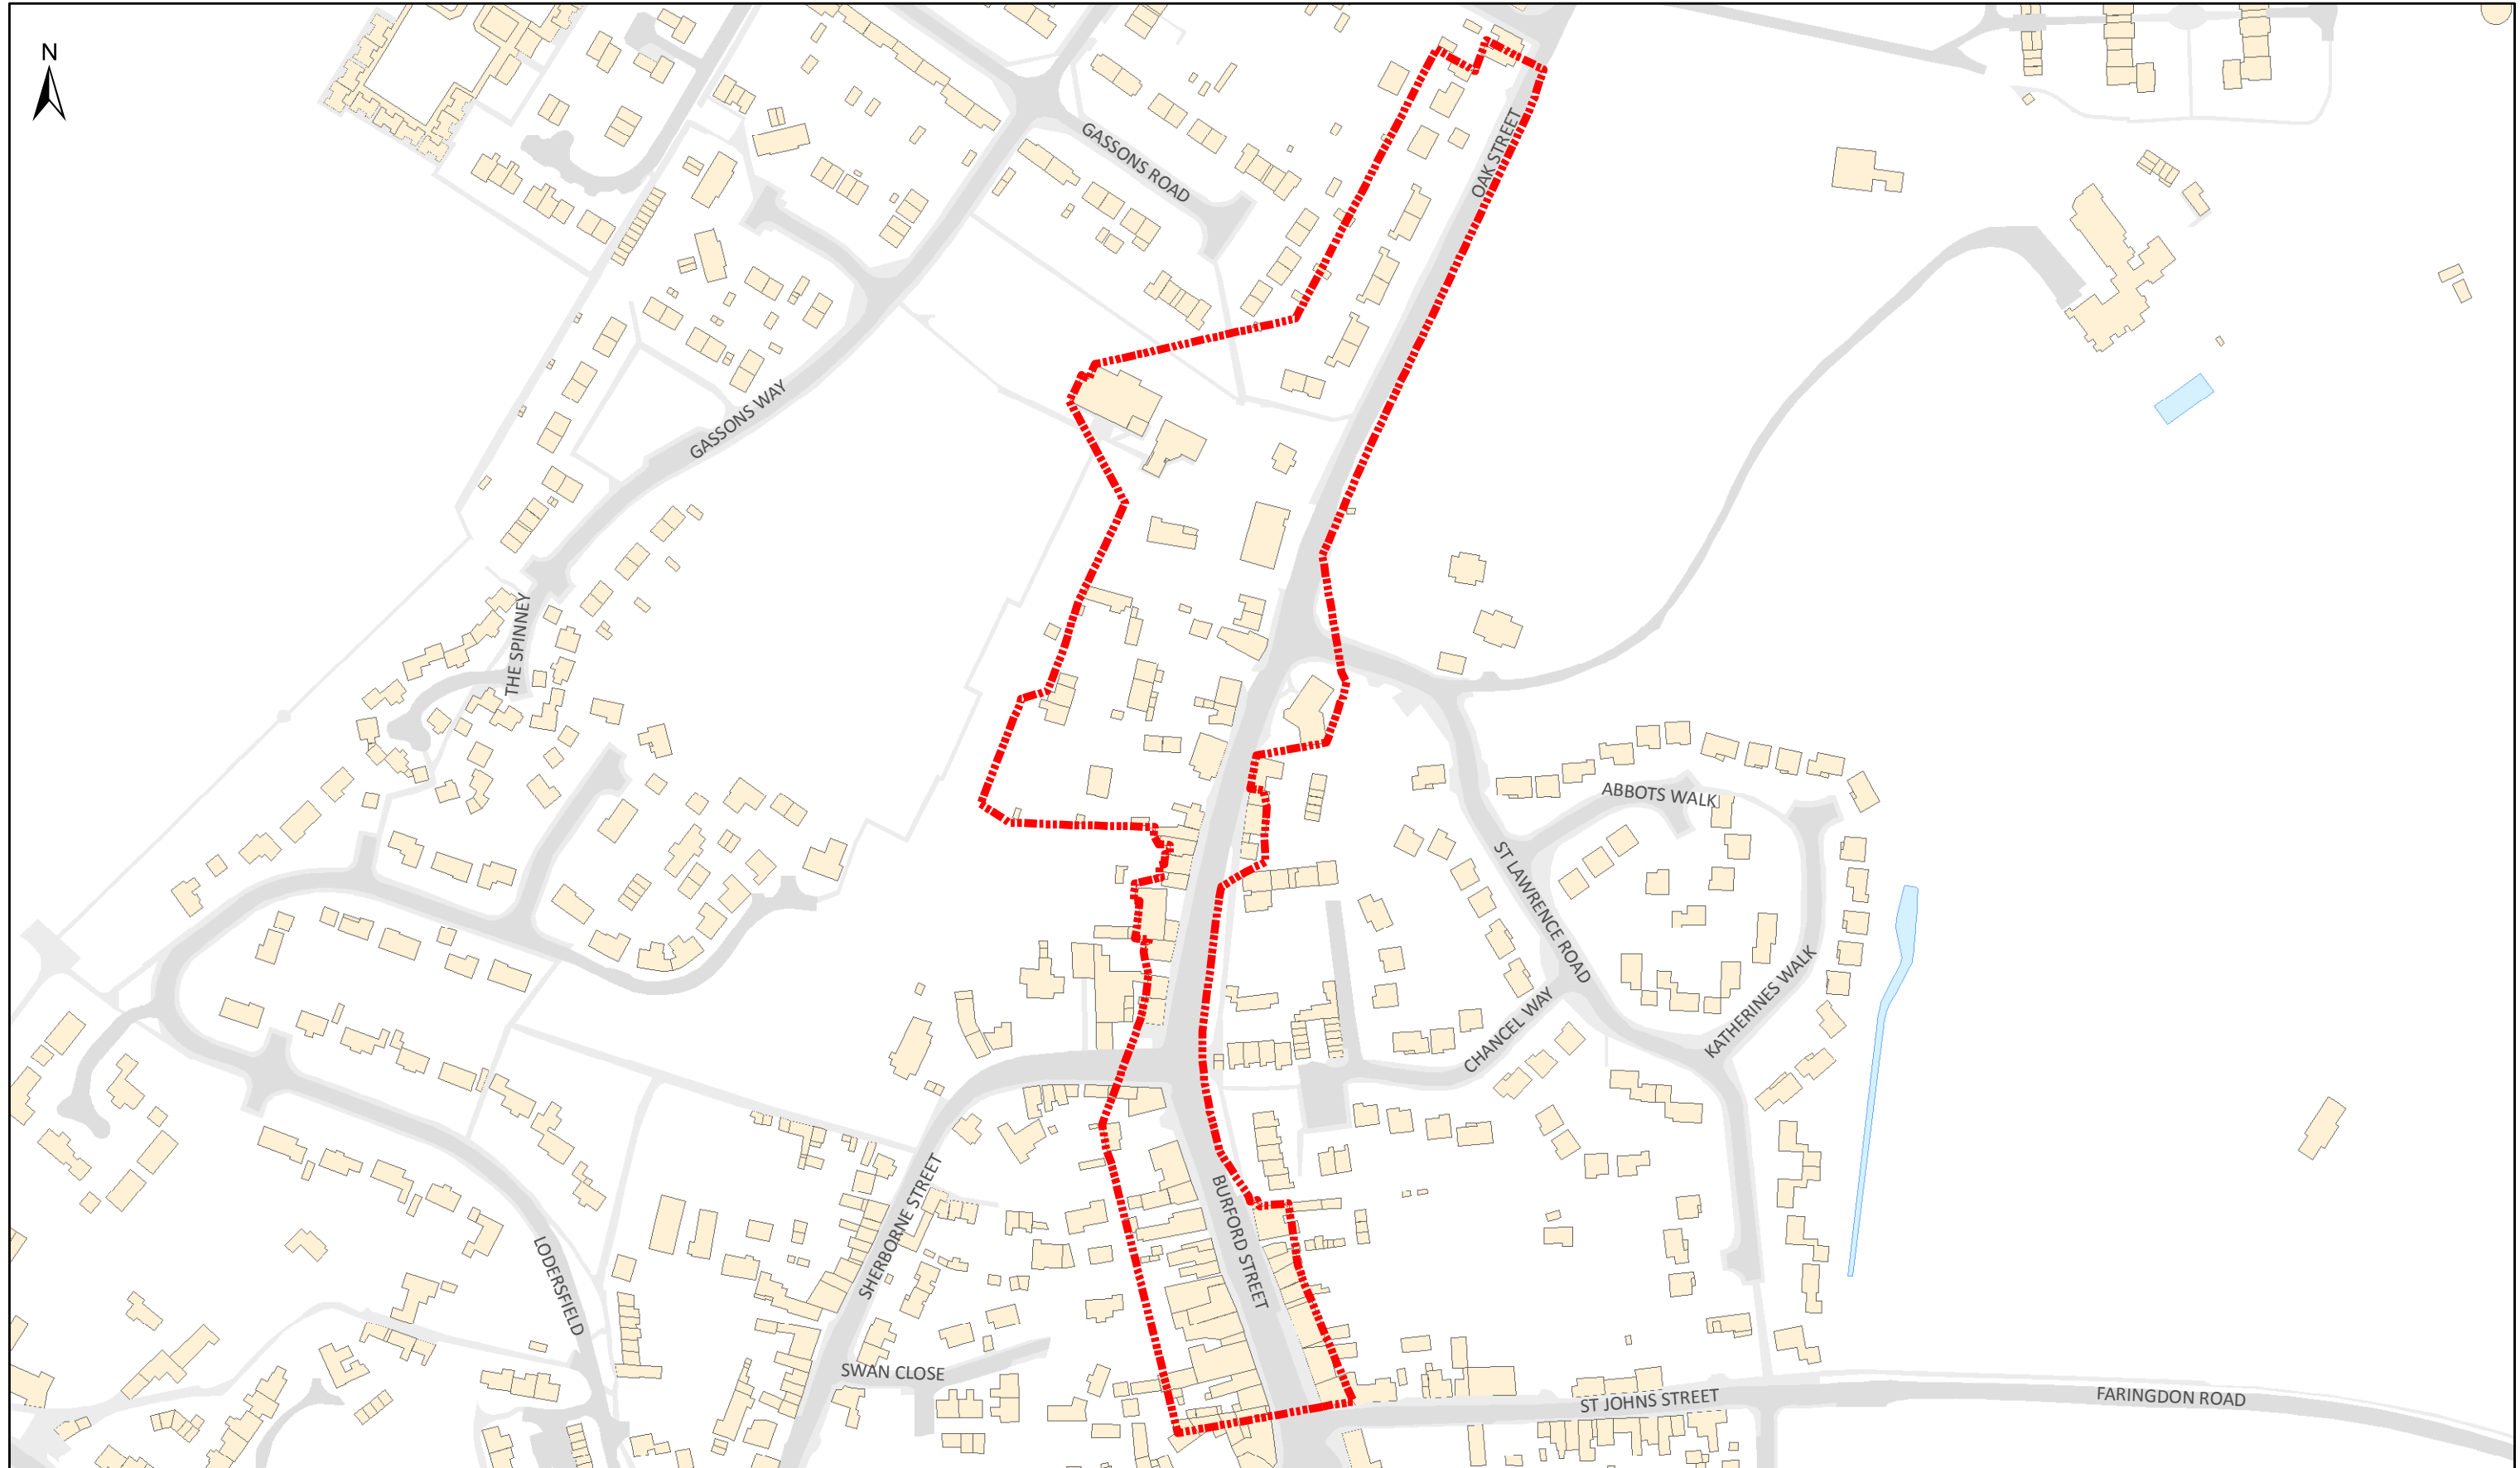 N
OAK STREET
GASSONS ROAD
GASSONS WAY
THE SPINNEY
ABBOTS WALK
ST LAWRENCE ROAD
KATHERINES WALK
CHANCEL WAY
SHERBORNE STREET
BURFORD STREET
LODERSFIELD
SWAN CLOSE
ST JOHNS STREET
FARINGDON ROAD